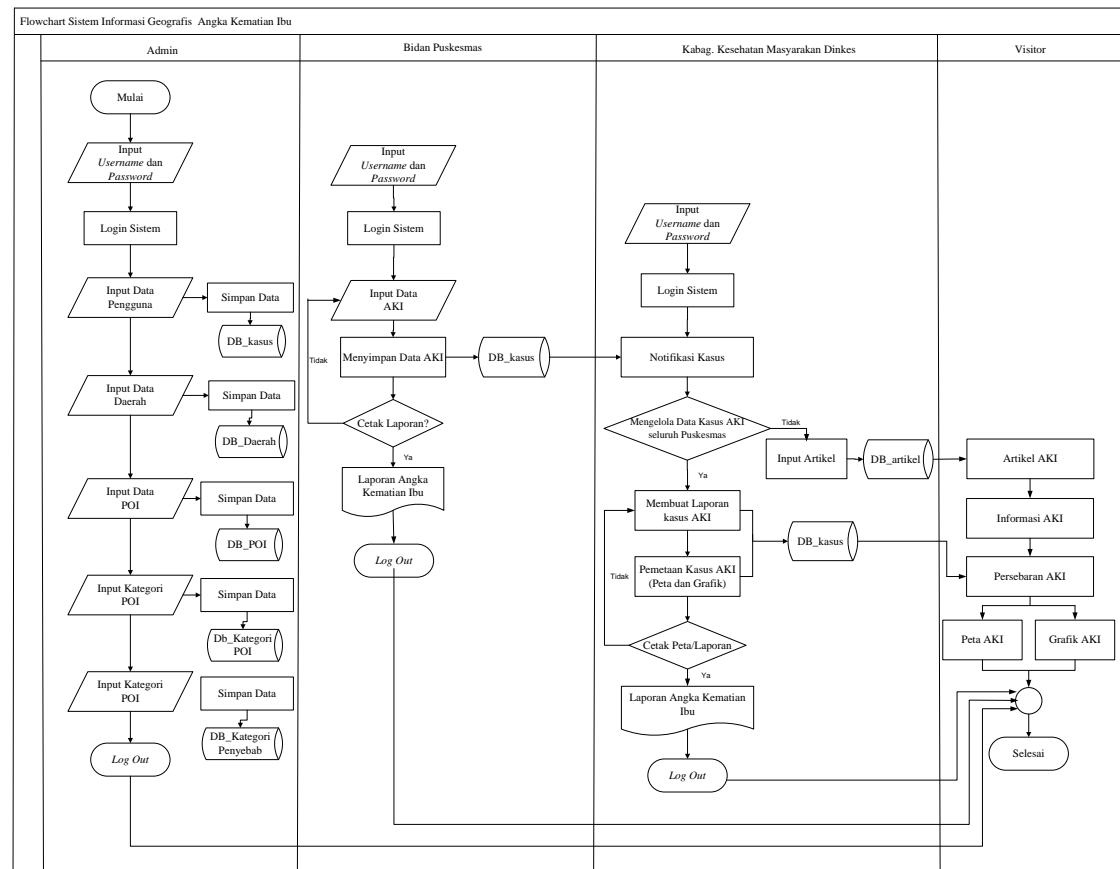 Flowchart Sistem Informasi Geografis Angka Kematian Ibu
Admin
Bidan Puskesmas
Kabag. Kesehatan Masyarakan Dinkes
Visitor
Mulai
Input
Username dan
Password
Login Sistem
Input Data
Pengguna
Simpan Data
DB_kasus
Input Data
Daerah
Simpan Data
DB_Daerah
Input Data
POI
Simpan Data
DB_POI
Input Kategori
POI
Simpan Data
Db_Kategori
POI
Input Kategori
POI
Simpan Data
DB_Kategori
Penyebab
Log Out
Input
Username dan
Password
Login Sistem
Input Data
AKI
Menyimpan Data AKI
DB_kasus
Tidak
Cetak Laporan?
Ya
Laporan Angka
Kematian Ibu
Log Out
Input
Username dan
Password
Login Sistem
Notifikasi Kasus
Mengelola Data Kasus AKI
seluruh Puskesmas
Tidak
Input Artikel
DB_artikel
Ya
Membuat Laporan
kasus AKI
DB_kasus
Pemetaan Kasus AKI
(Peta dan Grafik)
Tidak
Cetak Peta/Laporan
Ya
Laporan Angka Kematian
Ibu
Log Out
Artikel AKI
Informasi AKI
Persebaran AKI
Peta AKI
Grafik AKI
Selesai